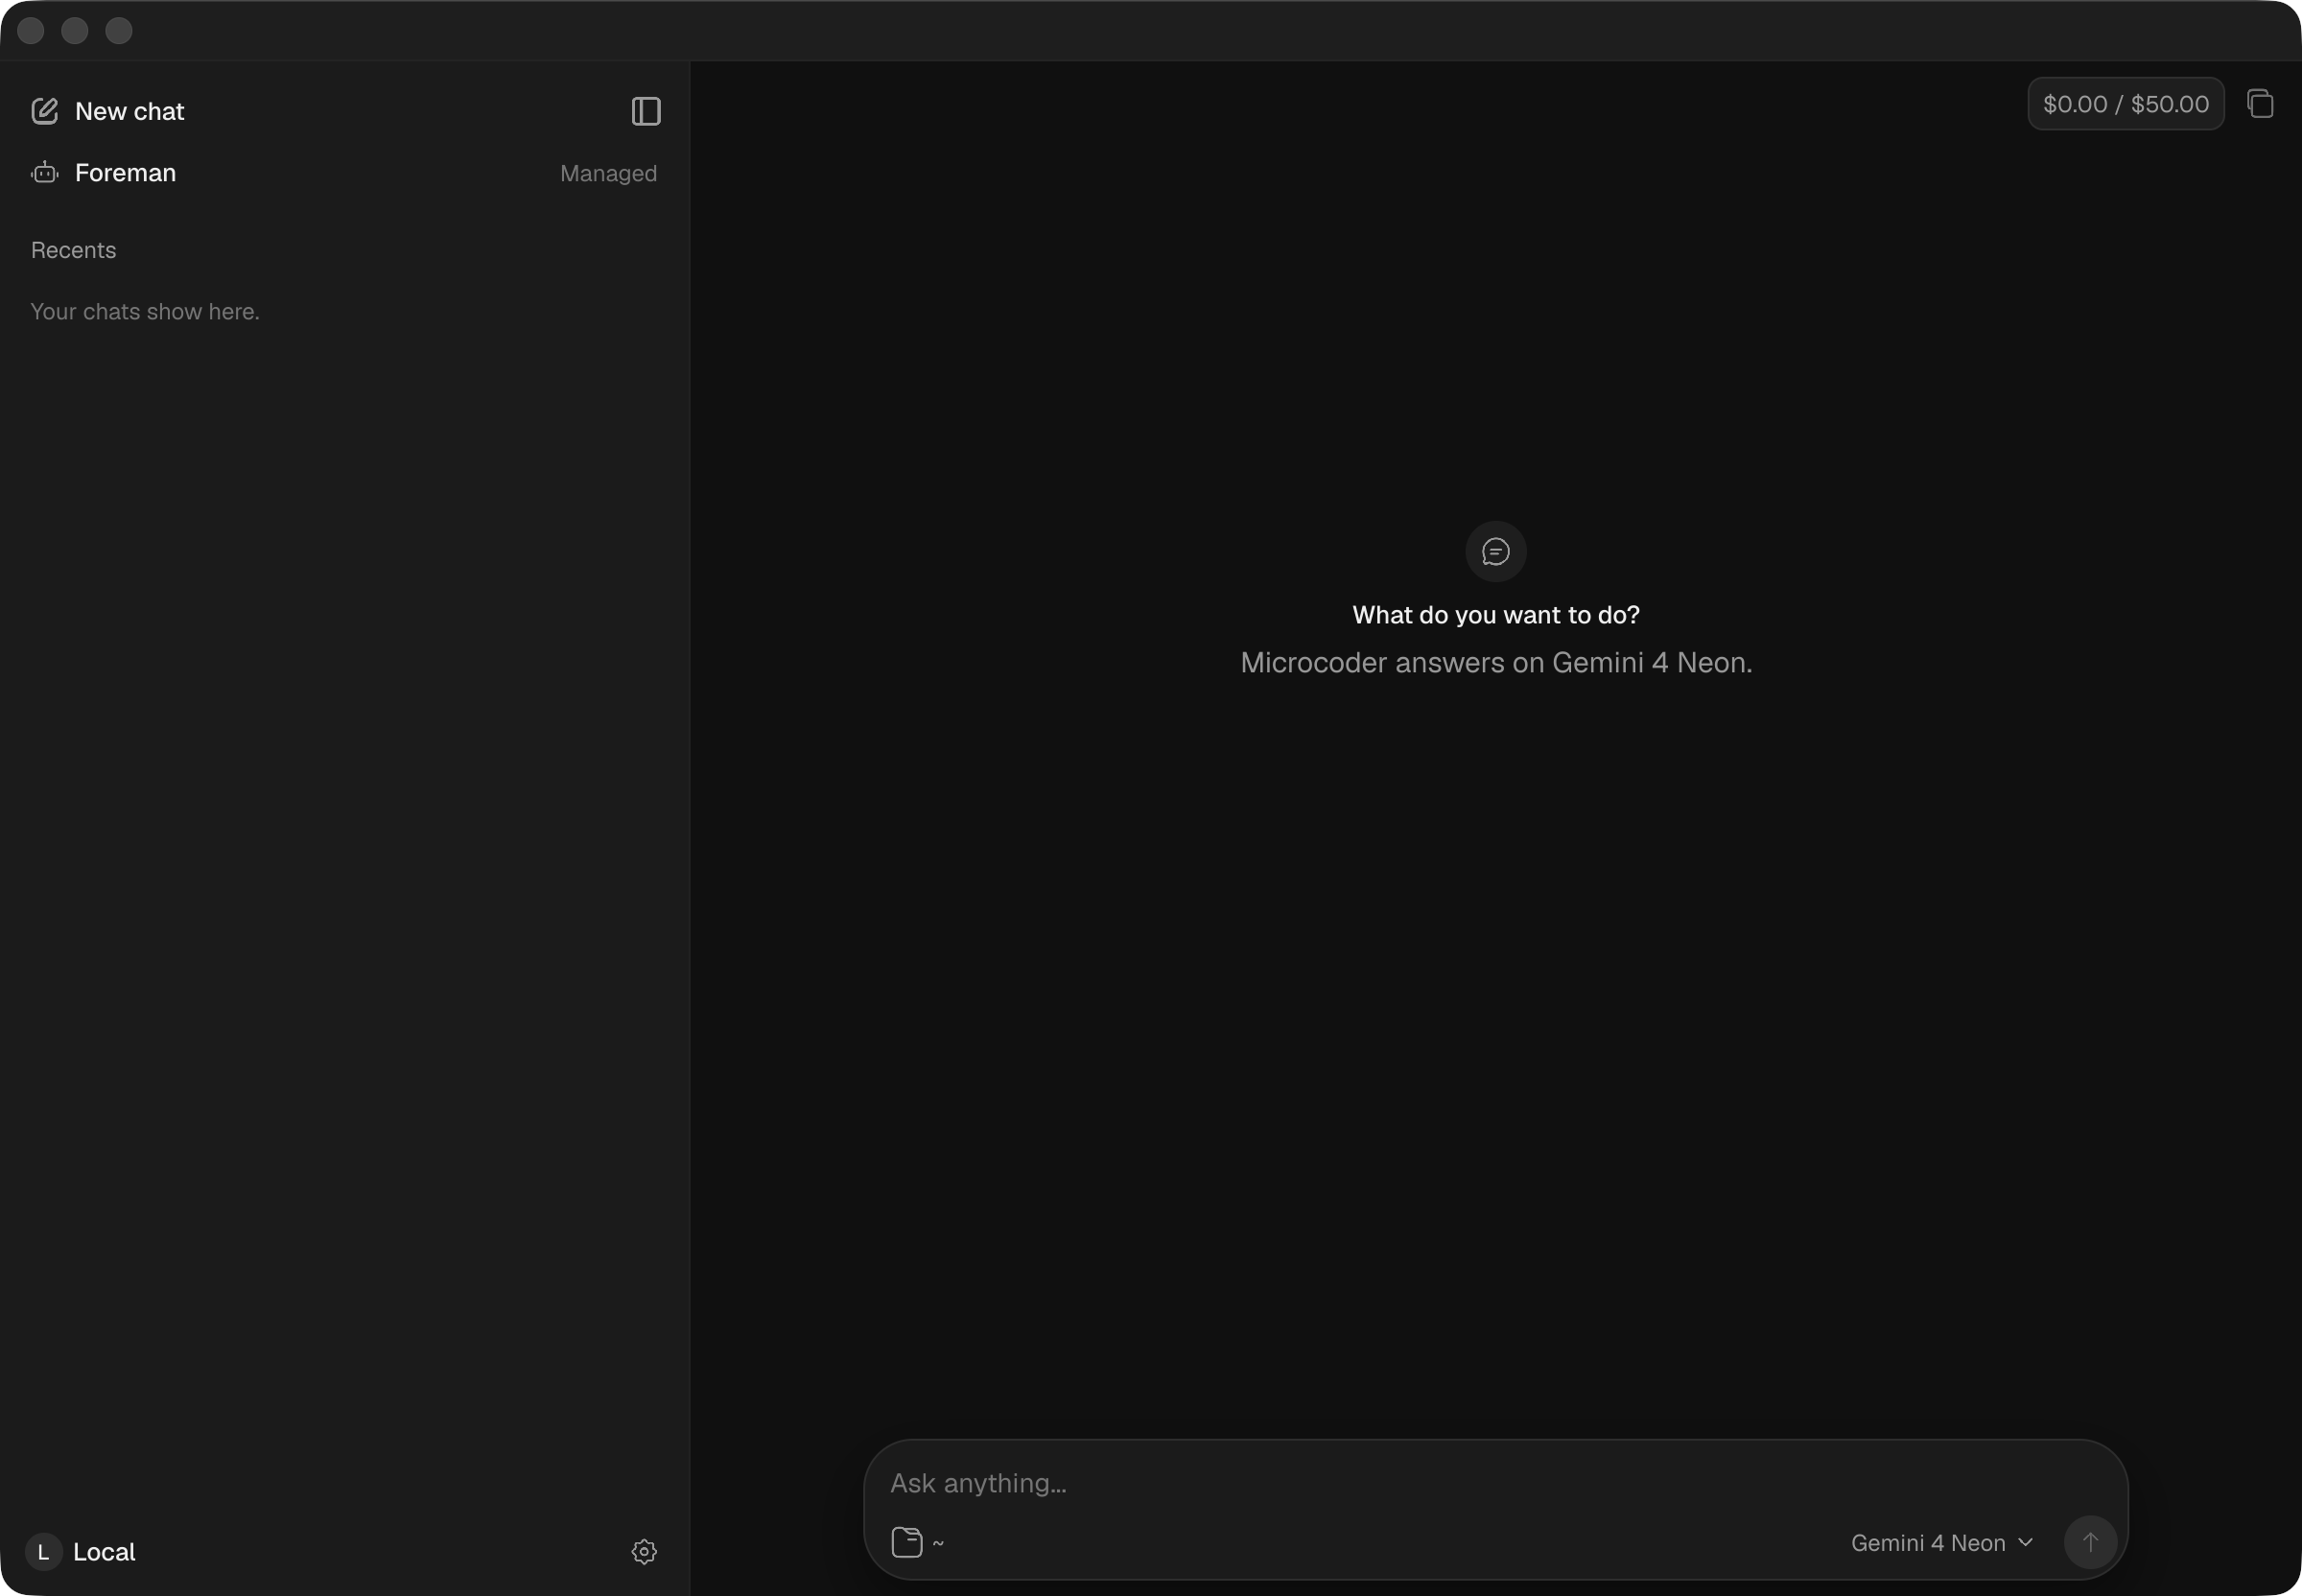 New chat
Foreman
Managed
Recents
Your chats show here.
L
Local
$0.00 / $50.00
What do you want to do?
Microcoder answers on Gemini 4 Neon.
Ask anything...
~
Gemini 4 Neon